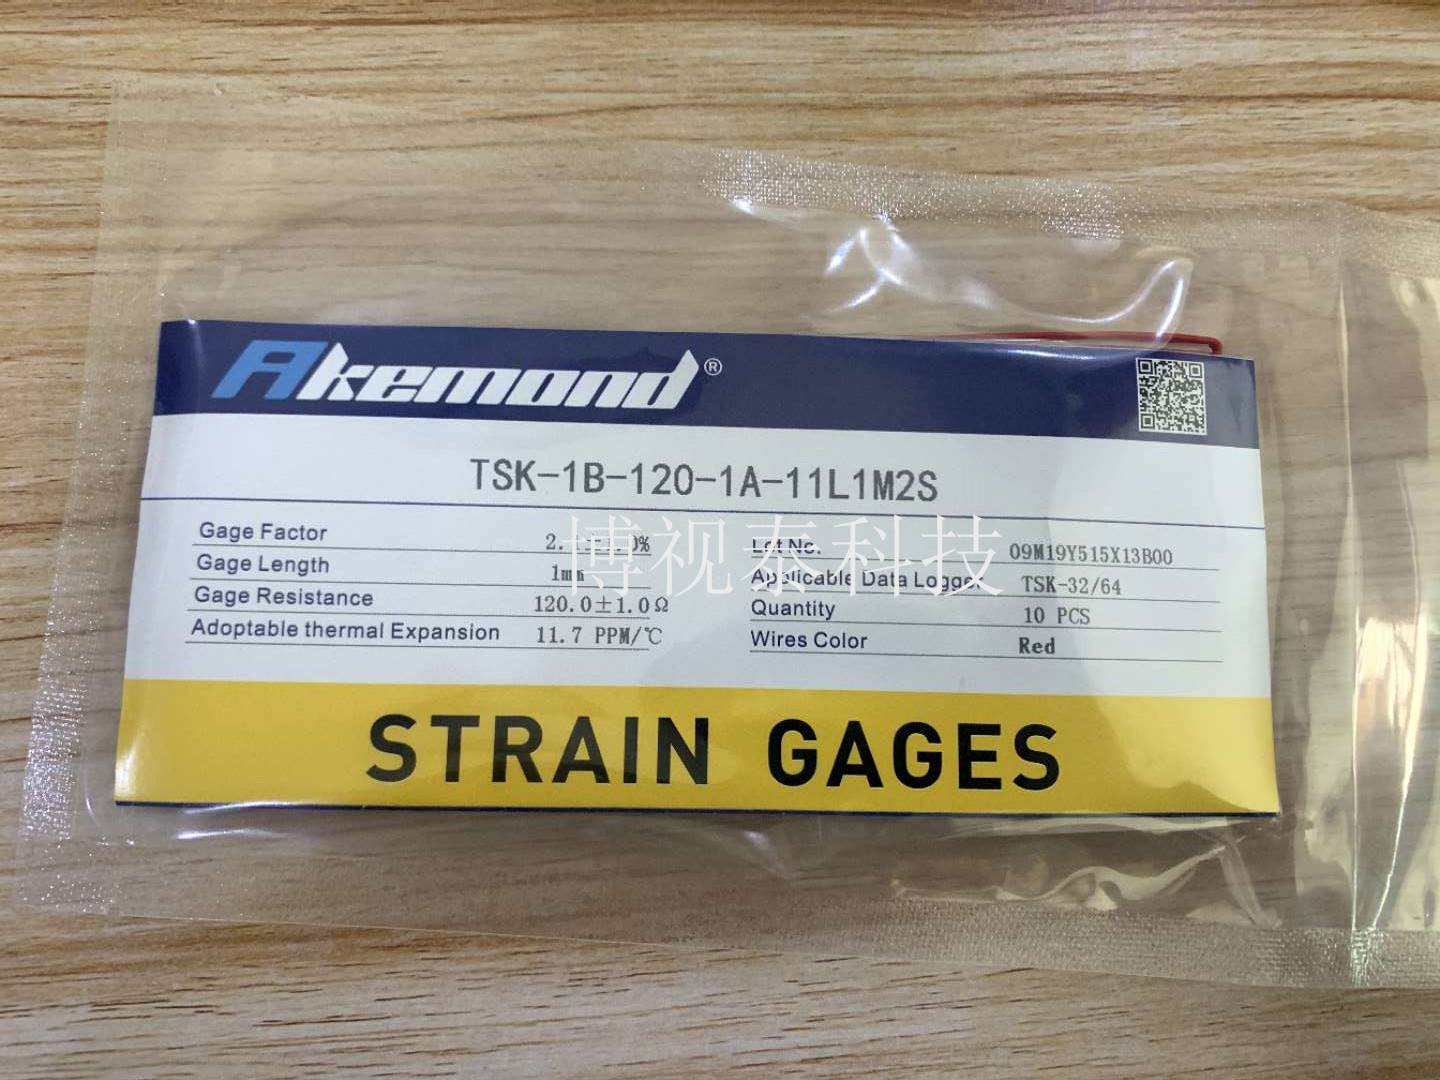 Akemond®
TSK-1B-120-1A-11L1M2S
Gage Factor
Gage Length 1mm
Gage Resistance 120.0±1.0Ω
Adoptable thermal Expansion 11.7 PPM/℃
Lot No. 09M19Y515X13B00
Applicable Data Logger TSK-32/64
Quantity 10 PCS
Wires Color Red
博视泰科技
STRAIN GAGES